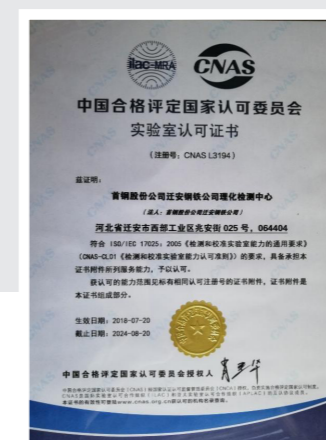 ilac-MRA
CNAS
中国合格评定国家认可委员会
实验室认可证书
（注册号：CNAS L3194）
兹证明：
首钢股份公司迁安钢铁公司理化检测中心
（法人：首钢股份公司迁安钢铁公司）
河北省迁安市西部工业区兆安街 025 号，064404
符合 ISO/IEC 17025：2005《检测和校准实验室能力的通用要求》
（CNAS-CL01《检测和校准实验室能力认可准则》）的要求，具备承担本
证书附件所列服务能力，予以认可。
获认可的能力范围见标有相同认可注册号的证书附件，证书附件是
本证书组成部分。
生效日期：2018-07-20
截止日期：2024-08-20
中国合格评定国家认可委员会授权人